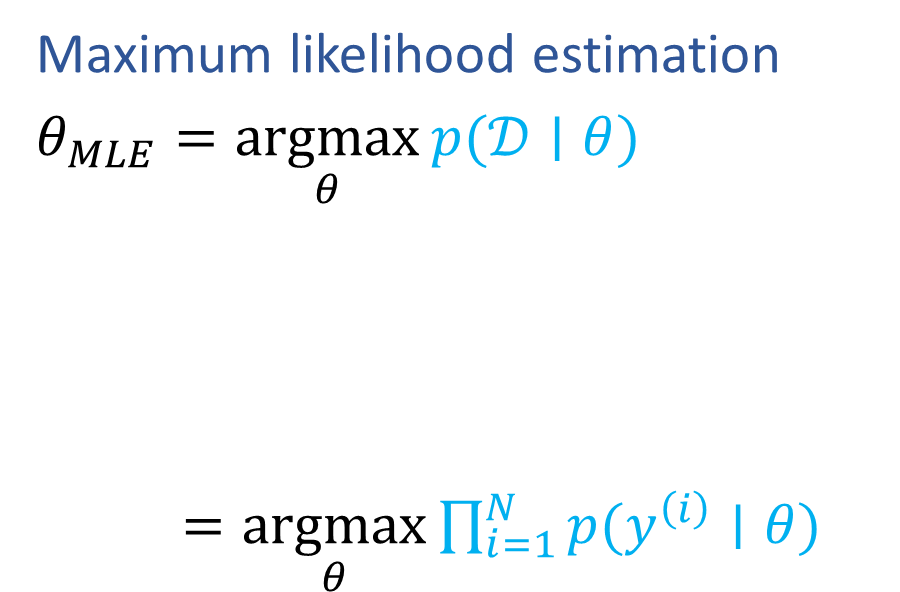 Maximum likelihood estimation
θ_MLE = argmax_θ p(𝒟 | θ)
= argmax_θ ∏_{i=1}^{N} p(y^{(i)} | θ)